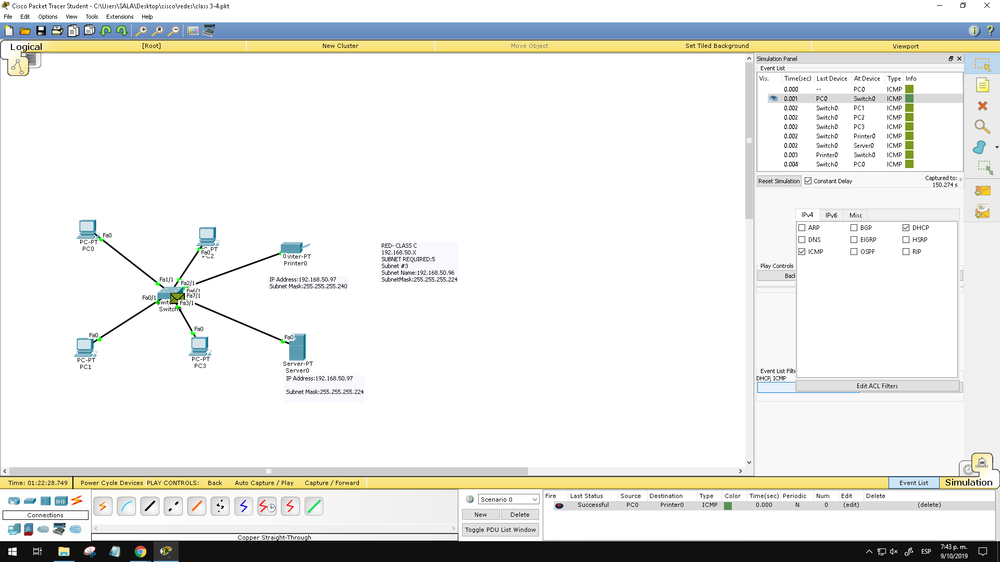 Cisco Packet Tracer Student - C:\Users\SALA\Desktop\cisco\redes\class 3-4.pkt
File Edit Options View Tools Extensions Help
Logical [Root] New Cluster Move Object Set Tiled Background Viewport
Simulation Panel
Event List
Vis. Time(sec) Last Device At Device Type Info
0.000 -- PC0 ICMP
0.001 PC0 Switch0 ICMP
0.002 Switch0 PC1 ICMP
0.002 Switch0 PC2 ICMP
0.002 Switch0 PC3 ICMP
0.002 Switch0 Printer0 ICMP
0.002 Switch0 Server0 ICMP
0.003 Printer0 Switch0 ICMP
0.004 Switch0 PC0 ICMP
Reset Simulation Constant Delay Captured to:
150.274 s
IPv4 IPv6 Misc
ARP BGP DHCP
DNS EIGRP HSRP
ICMP OSPF RIP
Play Controls
Back
Event List Filte
DHCP, ICMP
Edit ACL Filters
Fa0
PC-PT
PC0
Fa0
PC2
inter-PT
Printer0
IP Address:192.168.50.97
Subnet Mask:255.255.255.240
RED- CLASS C
192.168.50.X
SUBNET REQUIRED:5
Subnet #3
Subnet Name:192.168.50.96
SubnetMask:255.255.255.224
Fa1/1
Fa2/1
Fa6/1
Fa7/1
Fa0/1
Fa3/1
Switch0
Fa0
PC-PT
PC1
Fa0
PC-PT
PC3
Fa0
Server-PT
Server0
IP Address:192.168.50.97
Subnet Mask:255.255.255.224
Time: 01:22:28.749 Power Cycle Devices PLAY CONTROLS: Back Auto Capture / Play Capture / Forward Event List Simulation
Connections
Copper Straight-Through
Scenario 0
New Delete
Toggle PDU List Window
Fire Last Status Source Destination Type Color Time(sec) Periodic Num Edit Delete
Successful PC0 Printer0 ICMP 0.000 N 0 (edit) (delete)
ESP
7:43 p. m.
9/10/2019